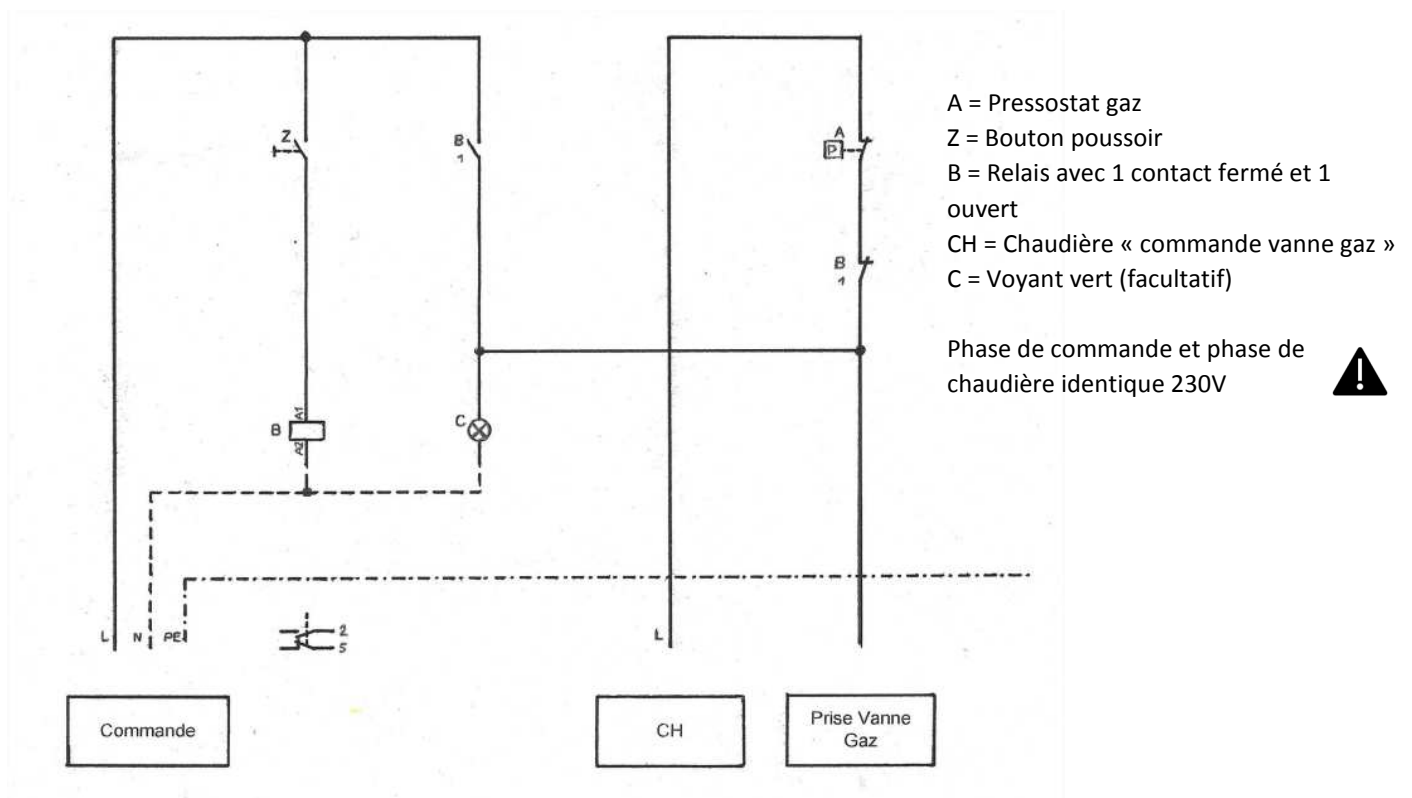 Z
B
1
A
P
B
1
A1
B
A2
C
L
N
PE
2
5
L
Commande
CH
Prise Vanne
Gaz
A = Pressostat gaz
Z = Bouton poussoir
B = Relais avec 1 contact fermé et 1
ouvert
CH = Chaudière « commande vanne gaz »
C = Voyant vert (facultatif)
Phase de commande et phase de
chaudière identique 230V